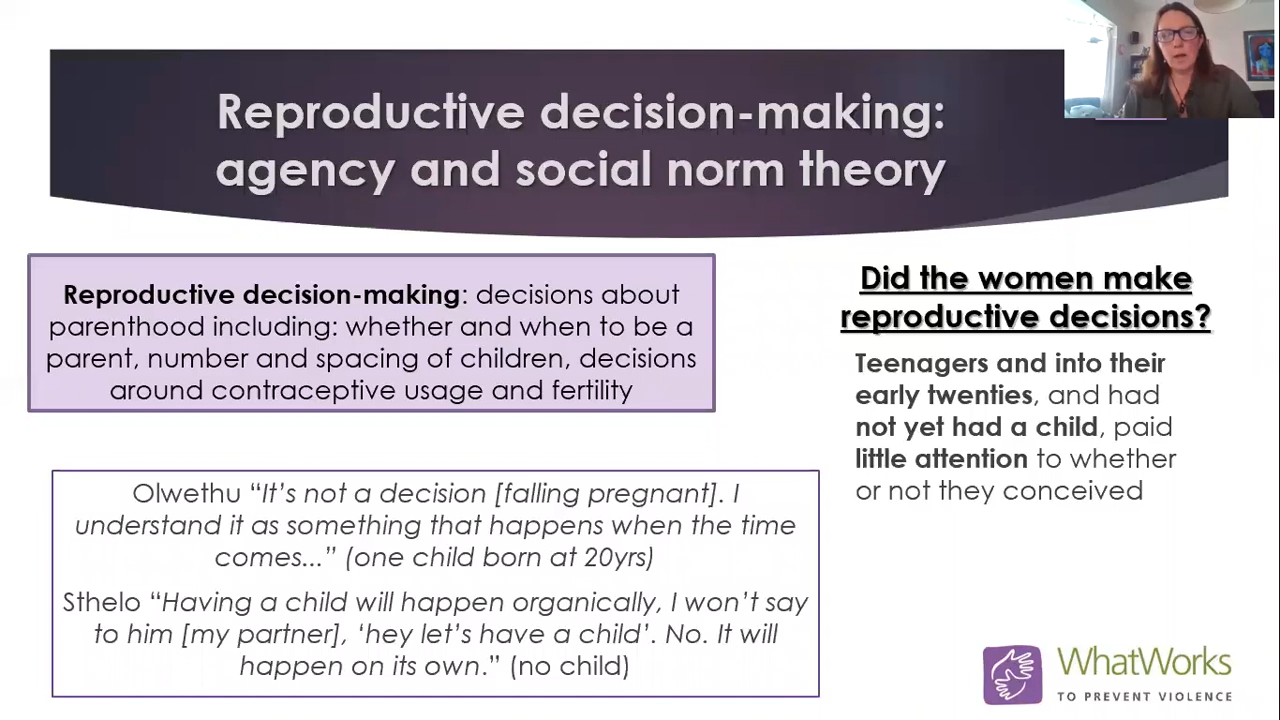 Reproductive decision-making:
agency and social norm theory
Reproductive decision-making: decisions about
parenthood including: whether and when to be a
parent, number and spacing of children, decisions
around contraceptive usage and fertility
Olwethu “It’s not a decision [falling pregnant]. I
understand it as something that happens when the time
comes...” (one child born at 20yrs)
Sthelo “Having a child will happen organically, I won’t say
to him [my partner], ‘hey let’s have a child’. No. It will
happen on its own.” (no child)
Did the women make
reproductive decisions?
Teenagers and into their
early twenties, and had
not yet had a child, paid
little attention to whether
or not they conceived
WhatWorks
TO PREVENT VIOLENCE